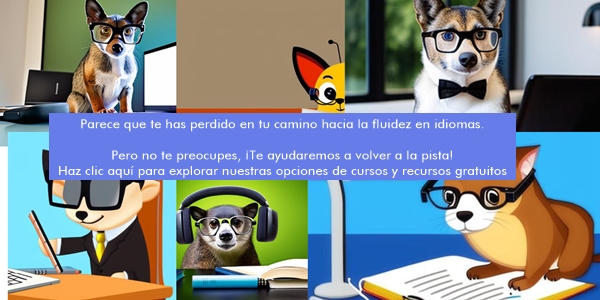 Parece que te has perdido en tu camino hacia la fluidez en idiomas.
Pero no te preocupes, ¡Te ayudaremos a volver a la pista!
Haz clic aquí para explorar nuestras opciones de cursos y recursos gratuitos